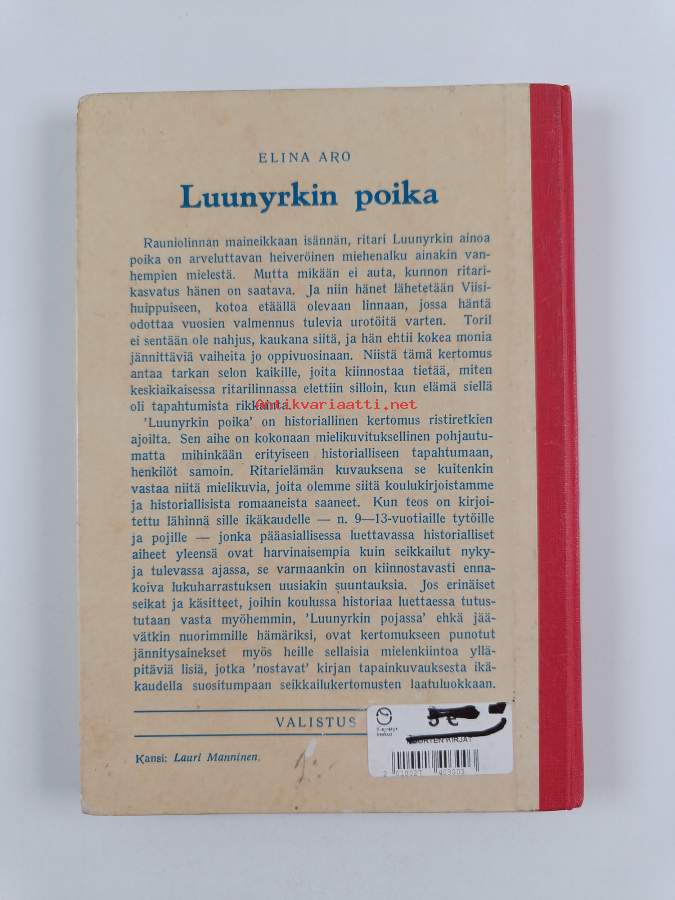 ELINA ARO
Luunyrkin poika
Rauniolinnan maineikkaan isännän, ritari Luunyrkin ainoa
poika on arveluttavan heiveröinen miehenalku ainakin van-
hempien mielestä. Mutta mikään ei auta, kunnon ritari-
kasvatus hänen on saatava. Ja niin hänet lähetetään Viisi-
huippuiseen, kotoa etäällä olevaan linnaan, jossa häntä
odottaa vuosien valmennus tulevia urotöitä varten. Toril
ei sentään ole nahjus, kaukana siitä, ja hän ehtii kokea monia
jännittäviä vaiheita jo oppivuosinaan. Niistä tämä kertomus
antaa tarkan selon kaikille, joita kiinnostaa tietää, miten
keskiaikaisessa ritarilinnassa elettiin silloin, kun elämä siellä
oli tapahtumista rikkainta.
Antikvariaatti.net
'Luunyrkin poika' on historiallinen kertomus ristiretkien
ajoilta. Sen aihe on kokonaan mielikuvituksellinen pohjautu-
matta mihinkään erityiseen historialliseen tapahtumaan,
henkilöt samoin. Ritarielämän kuvauksena se kuitenkin
vastaa niitä mielikuvia, joita olemme siitä koulukirjoistamme
ja historiallisista romaaneista saaneet. Kun teos on kirjoi-
tettu lähinnä sille ikäkaudelle — n. 9—13-vuotiaille tytöille
ja pojille — jonka pääasiallisessa luettavassa historialliset
aiheet yleensä ovat harvinaisempia kuin seikkailut nyky-
ja tulevassa ajassa, se varmaankin on kiinnostavasti enna-
koiva lukuharrastuksen uusiakin suuntauksia. Jos erinäiset
seikat ja käsitteet, joihin koulussa historiaa luettaessa tutus-
tutaan vasta myöhemmin, 'Luunyrkin pojassa' ehkä jää-
vätkin nuorimmille hämäriksi, ovat kertomukseen punotut
jännitysainekset myös heille sellaisia mielenkiintoa yllä-
pitäviä lisiä, jotka 'nostavat' kirjan tapainkuvauksesta ikä-
kaudella suositumpaan seikkailukertomusten laatuluokkaan.
VALISTUS
5 €
KIRJAT
Kansi: Lauri Manninen.